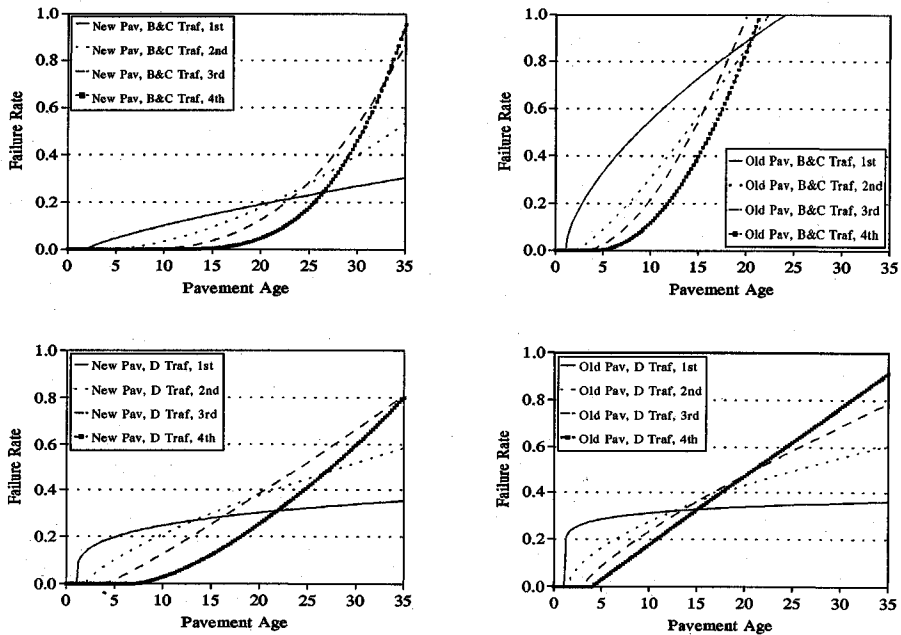 Failure Rate
1.0
0.8
0.6
0.4
0.2
0.0
New Pav, B&C Traf, 1st
New Pav, B&C Traf, 2nd
New Pav, B&C Traf, 3rd
New Pav, B&C Traf, 4th
0 5 10 15 20 25 30 35
Pavement Age
Failure Rate
1.0
0.8
0.6
0.4
0.2
0.0
Old Pav, B&C Traf, 1st
Old Pav, B&C Traf, 2nd
Old Pav, B&C Traf, 3rd
Old Pav, B&C Traf, 4th
0 5 10 15 20 25 30 35
Pavement Age
Failure Rate
1.0
0.8
0.6
0.4
0.2
0.0
New Pav, D Traf, 1st
New Pav, D Traf, 2nd
New Pav, D Traf, 3rd
New Pav, D Traf, 4th
0 5 10 15 20 25 30 35
Pavement Age
Failure Rate
1.0
0.8
0.6
0.4
0.2
0.0
Old Pav, D Traf, 1st
Old Pav, D Traf, 2nd
Old Pav, D Traf, 3rd
Old Pav, D Traf, 4th
0 5 10 15 20 25 30 35
Pavement Age